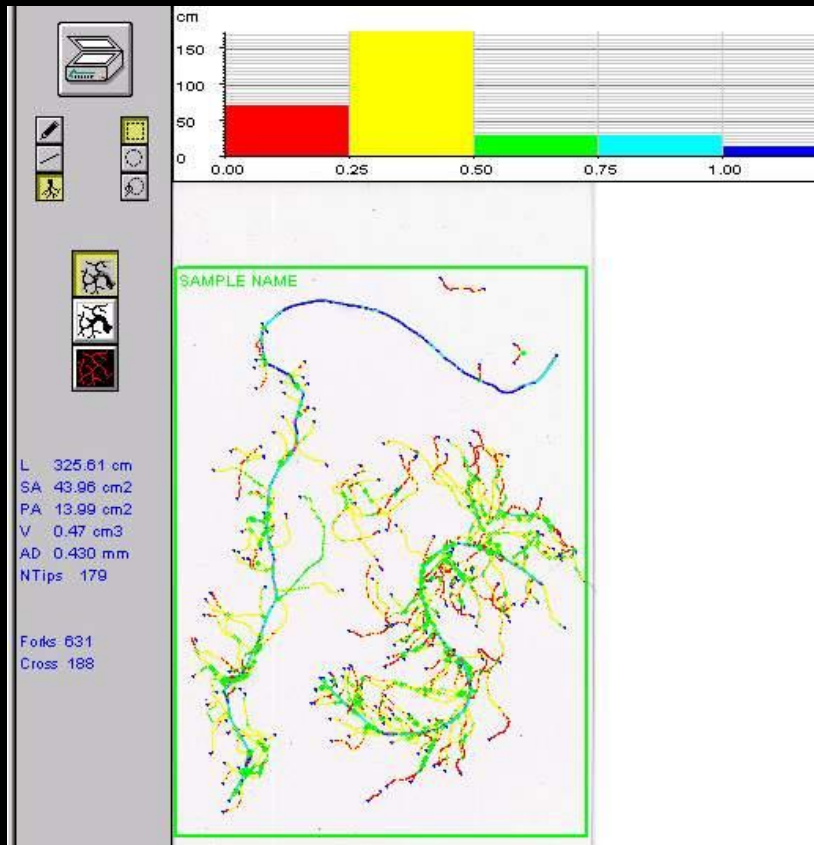 cm
150
100
50
0
0.00 0.25 0.50 0.75 1.00
SAMPLE NAME
L 325.61 cm
SA 43.96 cm2
PA 13.99 cm2
V 0.47 cm3
AD 0.430 mm
NTips 179
Forks 631
Cross 188